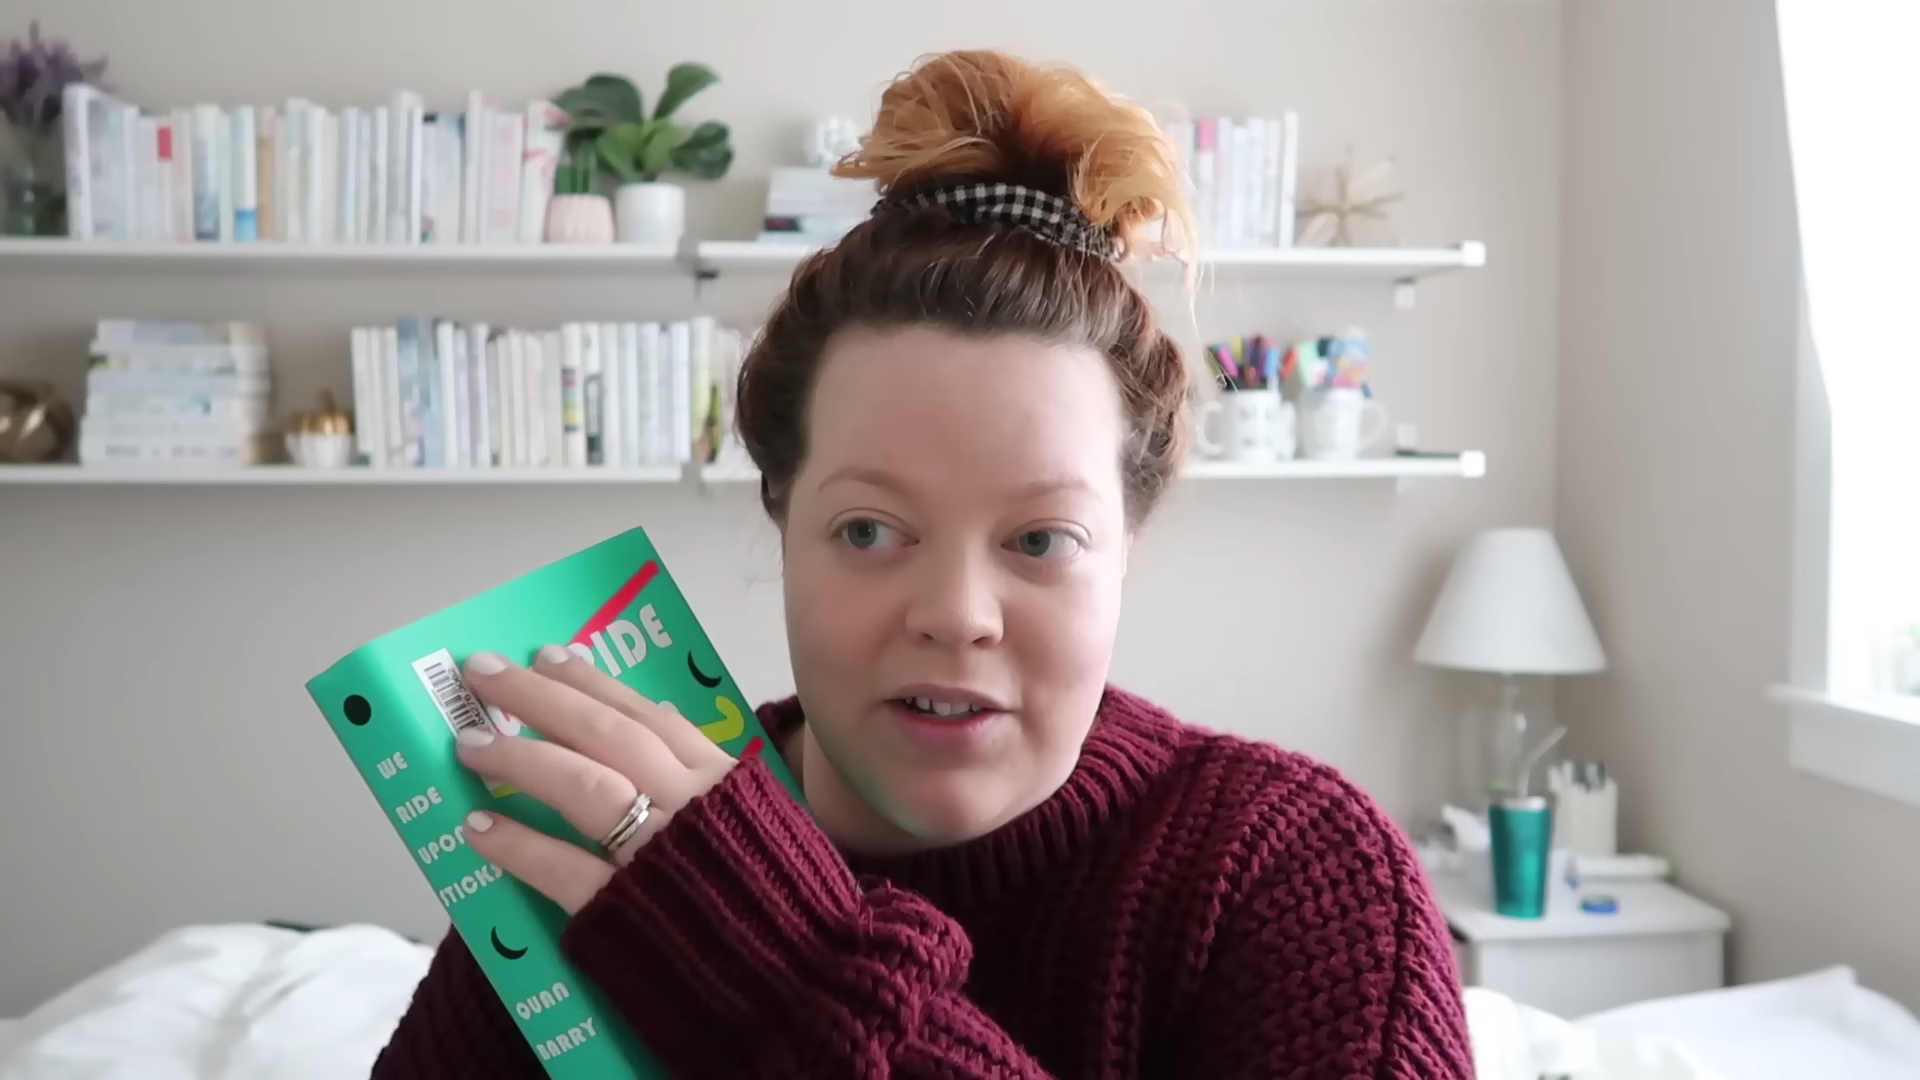 WE
RIDE
UPON
STICKS
QUAN
BARRY
RIDE